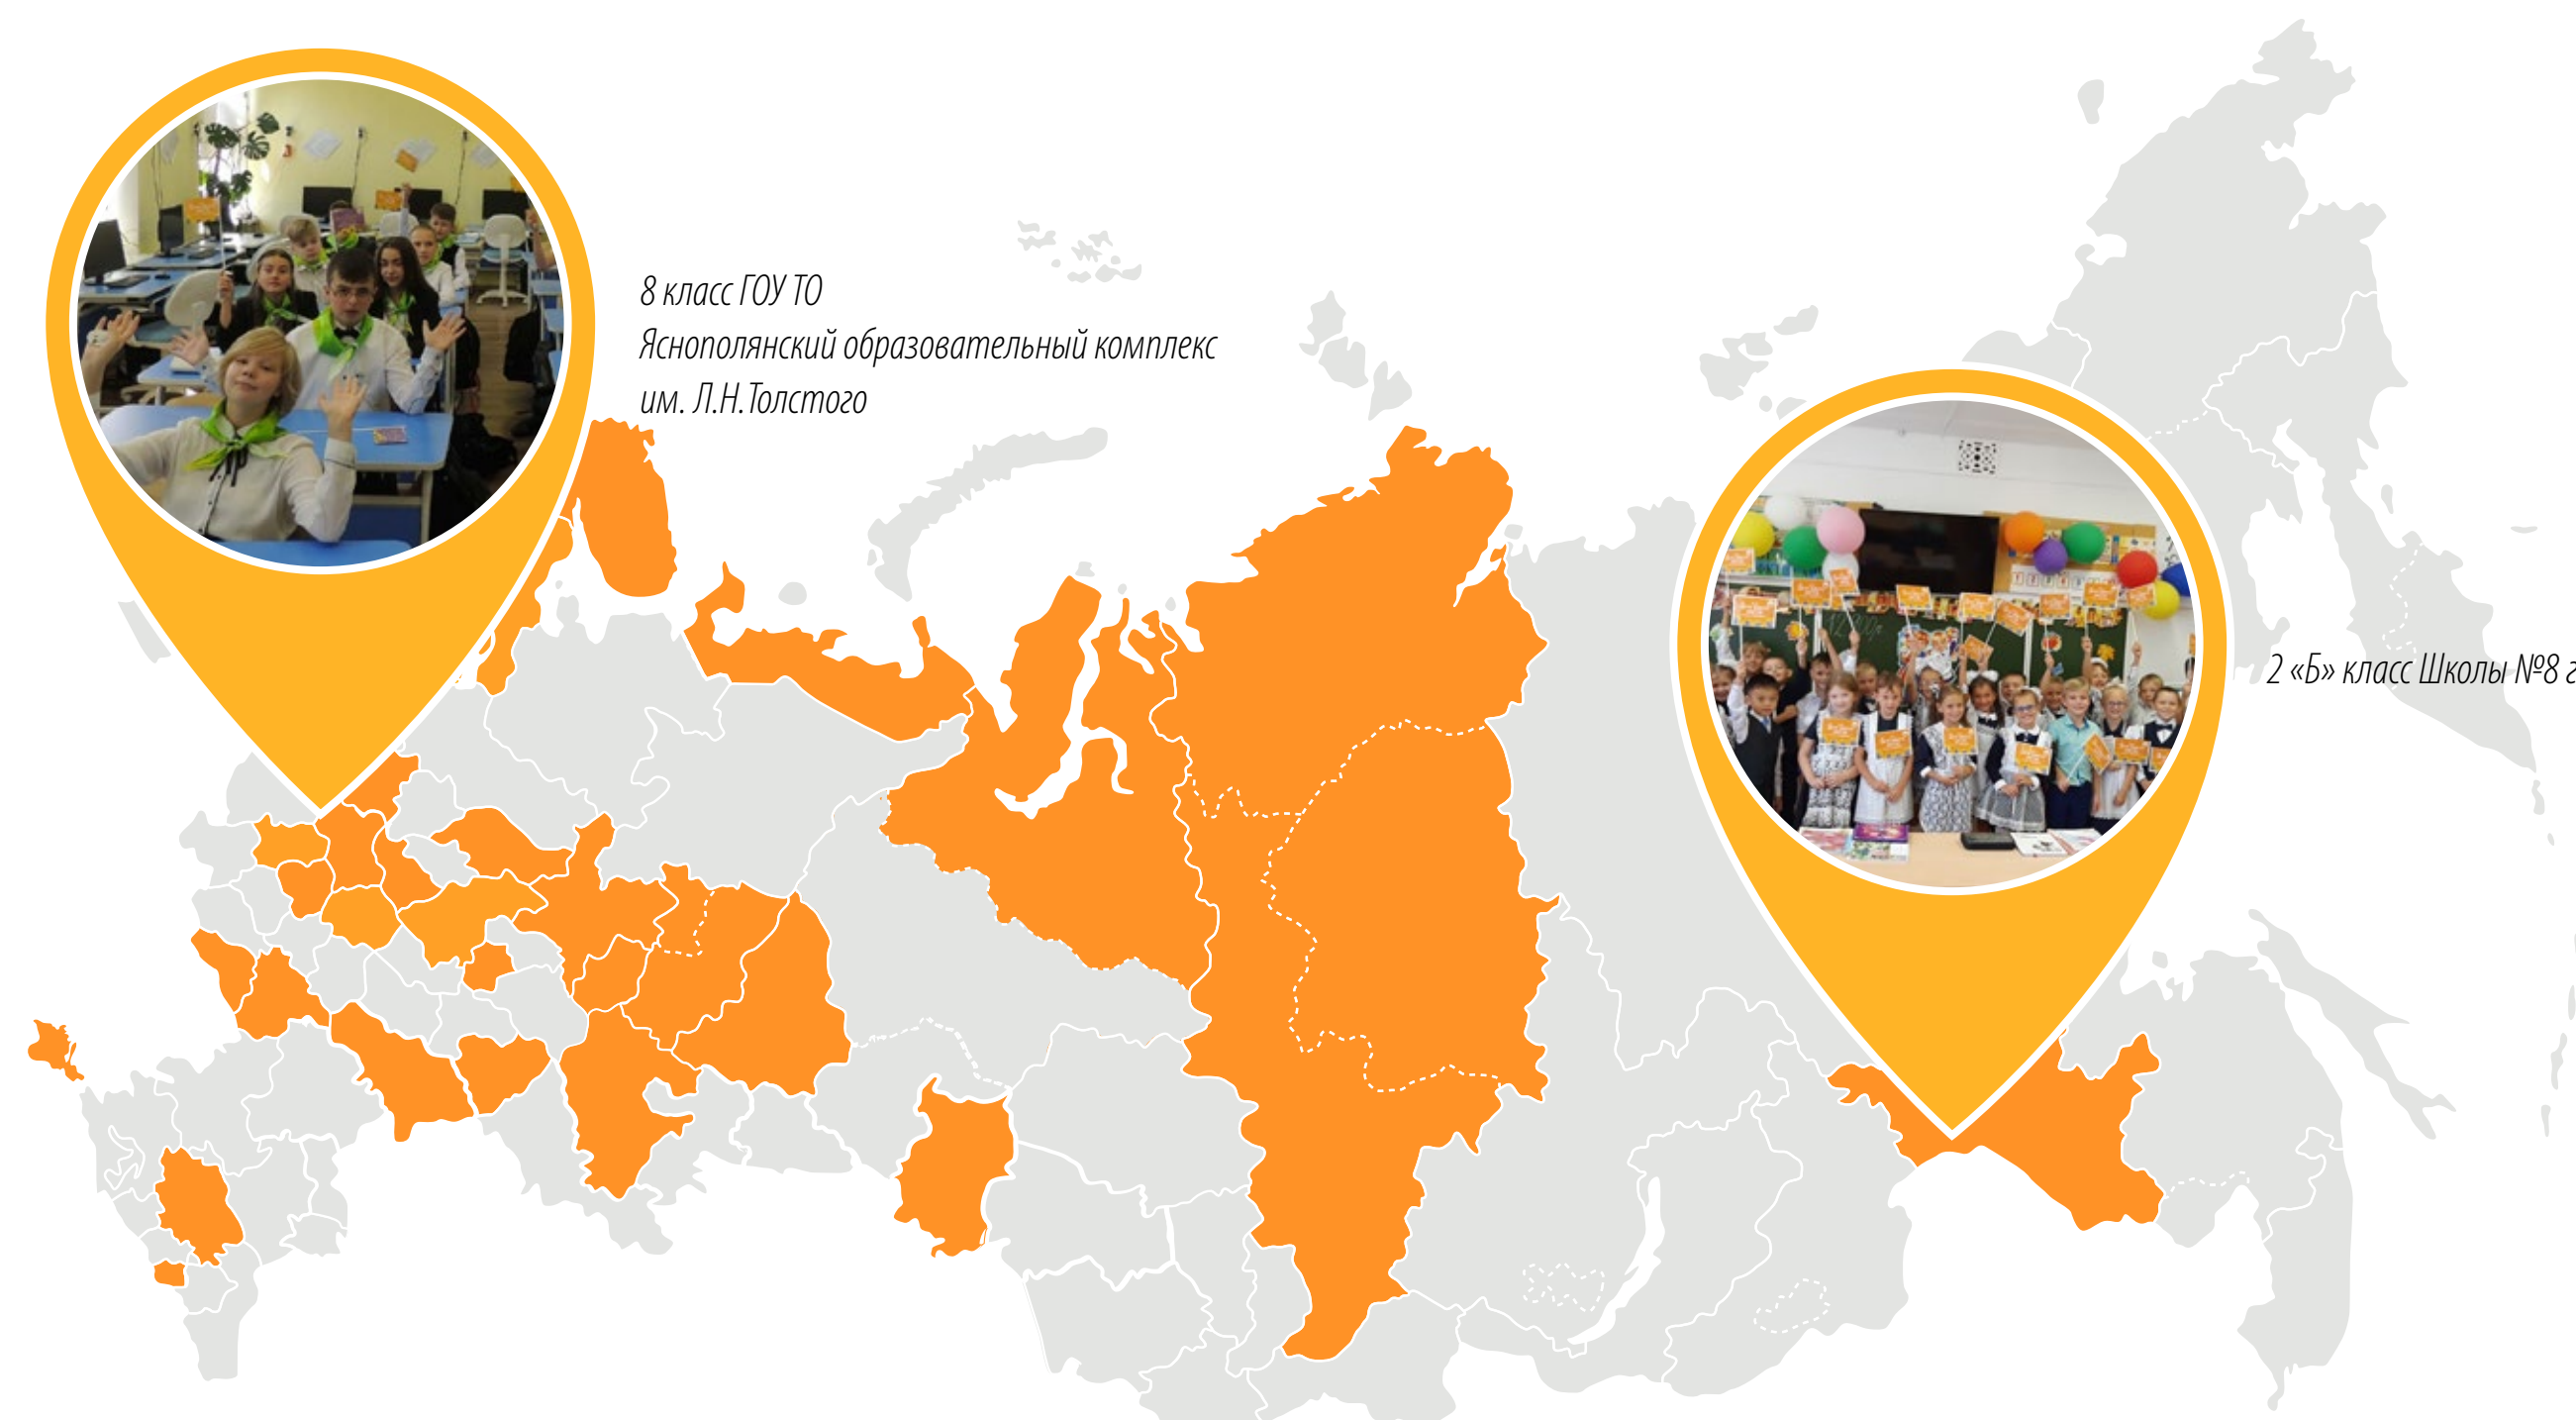 8 класс ГОУ ТО
Яснополянский образовательный комплекс
им. Л.Н.Толстого
2 «Б» класс Школы №8 г